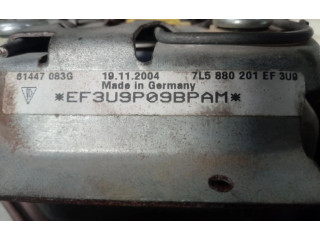 61447 083G 19.11.2004 7L5 880 201 EF 3U9
Made in Germany
*EF3U9P09BPAM*